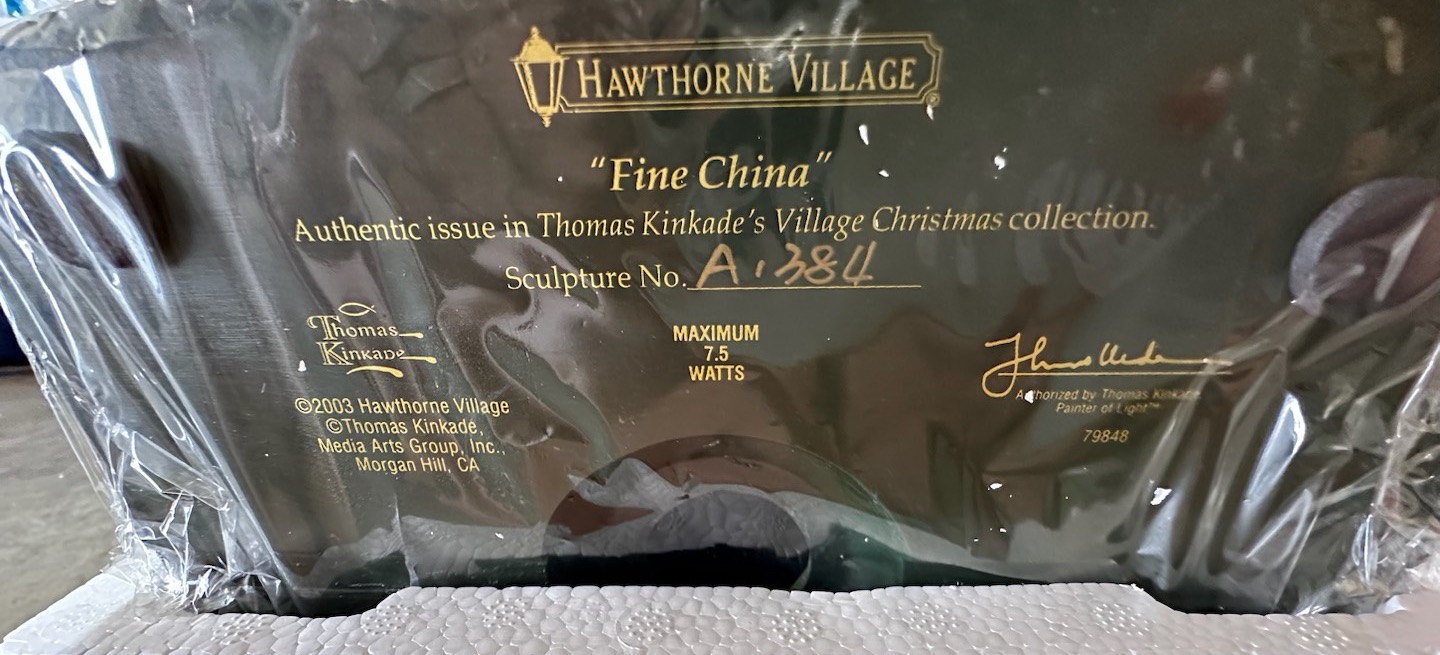 HAWTHORNE VILLAGE
"Fine China"
Authentic issue in Thomas Kinkade's Village Christmas collection.
Sculpture No. A1384
Thomas
Kinkade
MAXIMUM
7.5
WATTS
©2003 Hawthorne Village
©Thomas Kinkade,
Media Arts Group, Inc.,
Morgan Hill, CA
Authorized by Thomas Kinkade
Painter of Light™
79848